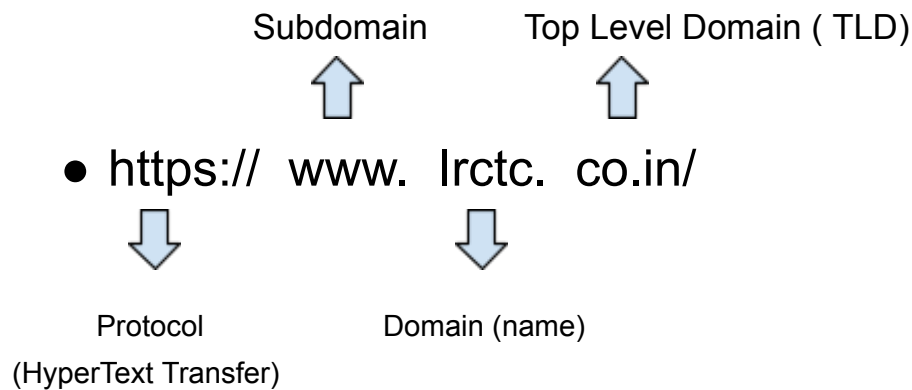 Subdomain Top Level Domain ( TLD)
● https:// www. Irctc. co.in/
Protocol Domain (name)
(HyperText Transfer)